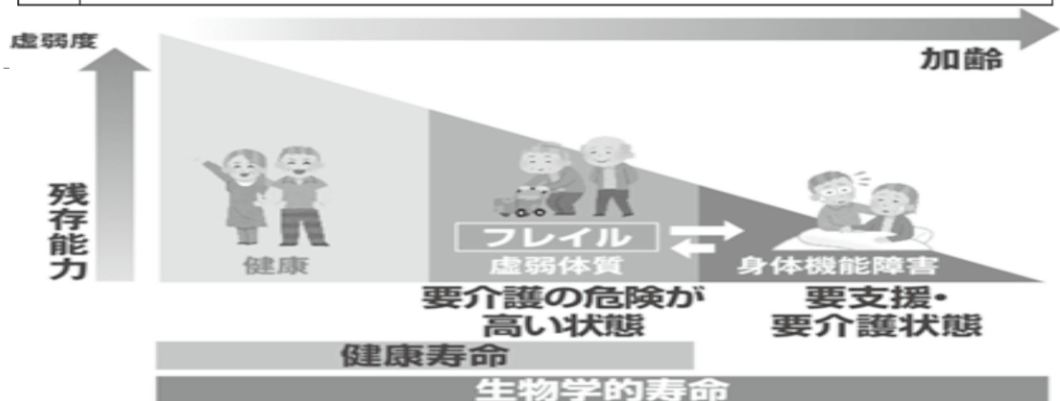 虚弱度
加齢
残存能力
健康
フレイル
虚弱体質
身体機能障害
要介護の危険が
高い状態
要支援・
要介護状態
健康寿命
生物学的寿命